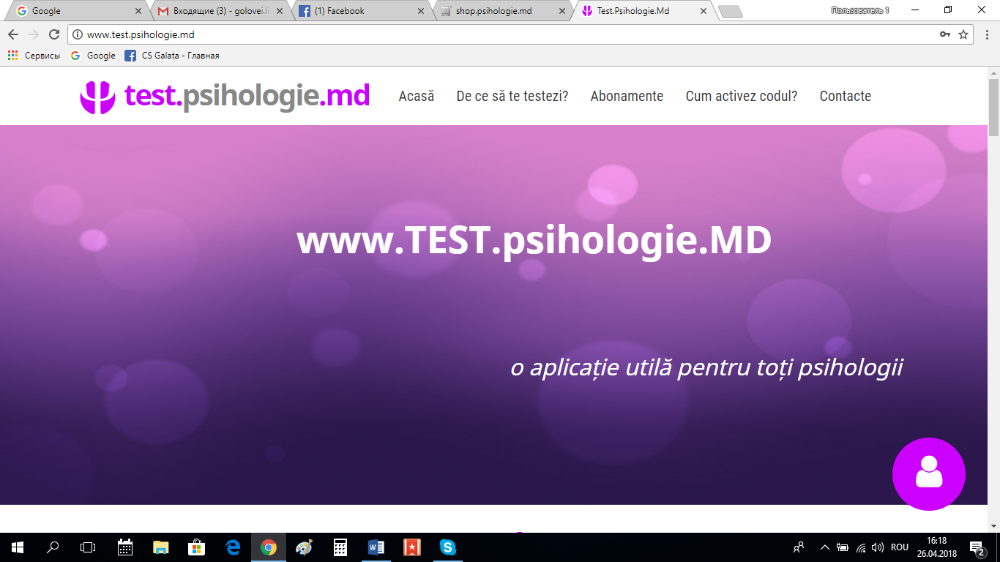 Google
Входящие (3) - golovei.li
(1) Facebook
shop.psihologie.md
Test.Psihologie.Md
Пользователь 1
www.test.psihologie.md
Сервисы
Google
CS Galata - Главная
test.psihologie.md
Acasă
De ce să te testezi?
Abonamente
Cum activez codul?
Contacte
www.TEST.psihologie.MD
o aplicație utilă pentru toți psihologii
ROU
16:18
26.04.2018
2